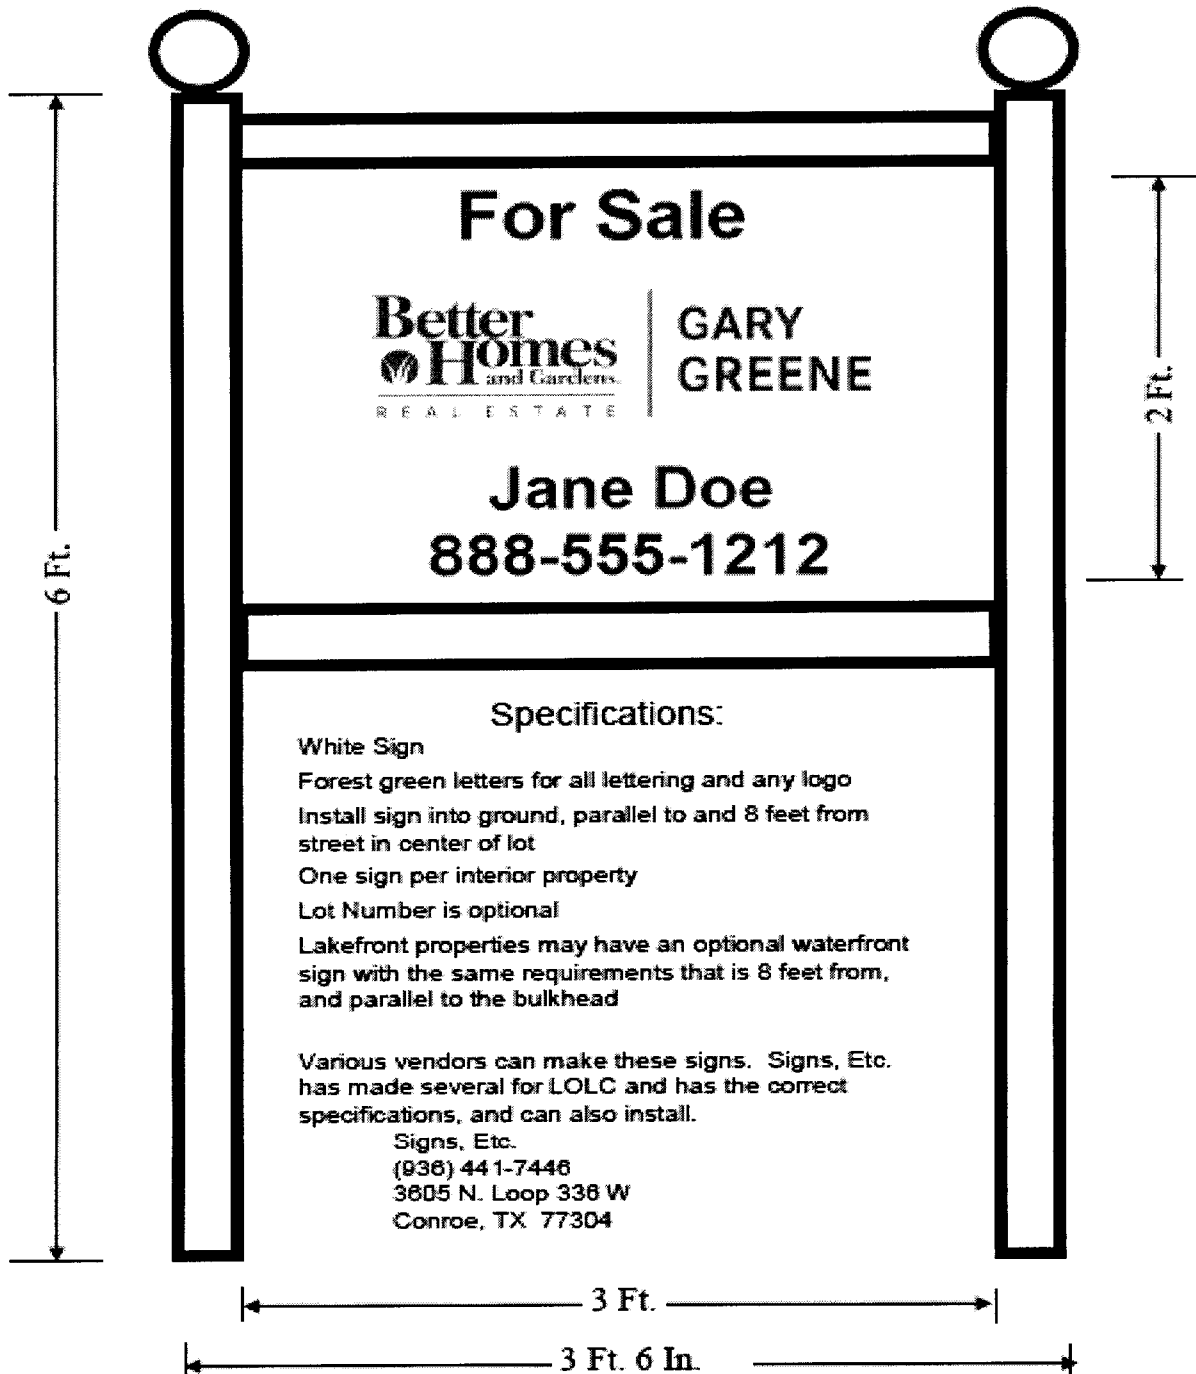 For Sale
Better
Homes
and Gardens
REAL ESTATE
GARY
GREENE
Jane Doe
888-555-1212
6 Ft.
2 Ft.
Specifications:
White Sign
Forest green letters for all lettering and any logo
Install sign into ground, parallel to and 8 feet from
street in center of lot
One sign per interior property
Lot Number is optional
Lakefront properties may have an optional waterfront
sign with the same requirements that is 8 feet from,
and parallel to the bulkhead
Various vendors can make these signs.  Signs, Etc.
has made several for LOLC and has the correct
specifications, and can also install.
Signs, Etc.
(936) 441-7446
3605 N. Loop 336 W
Conroe, TX  77304
3 Ft.
3 Ft. 6 In.